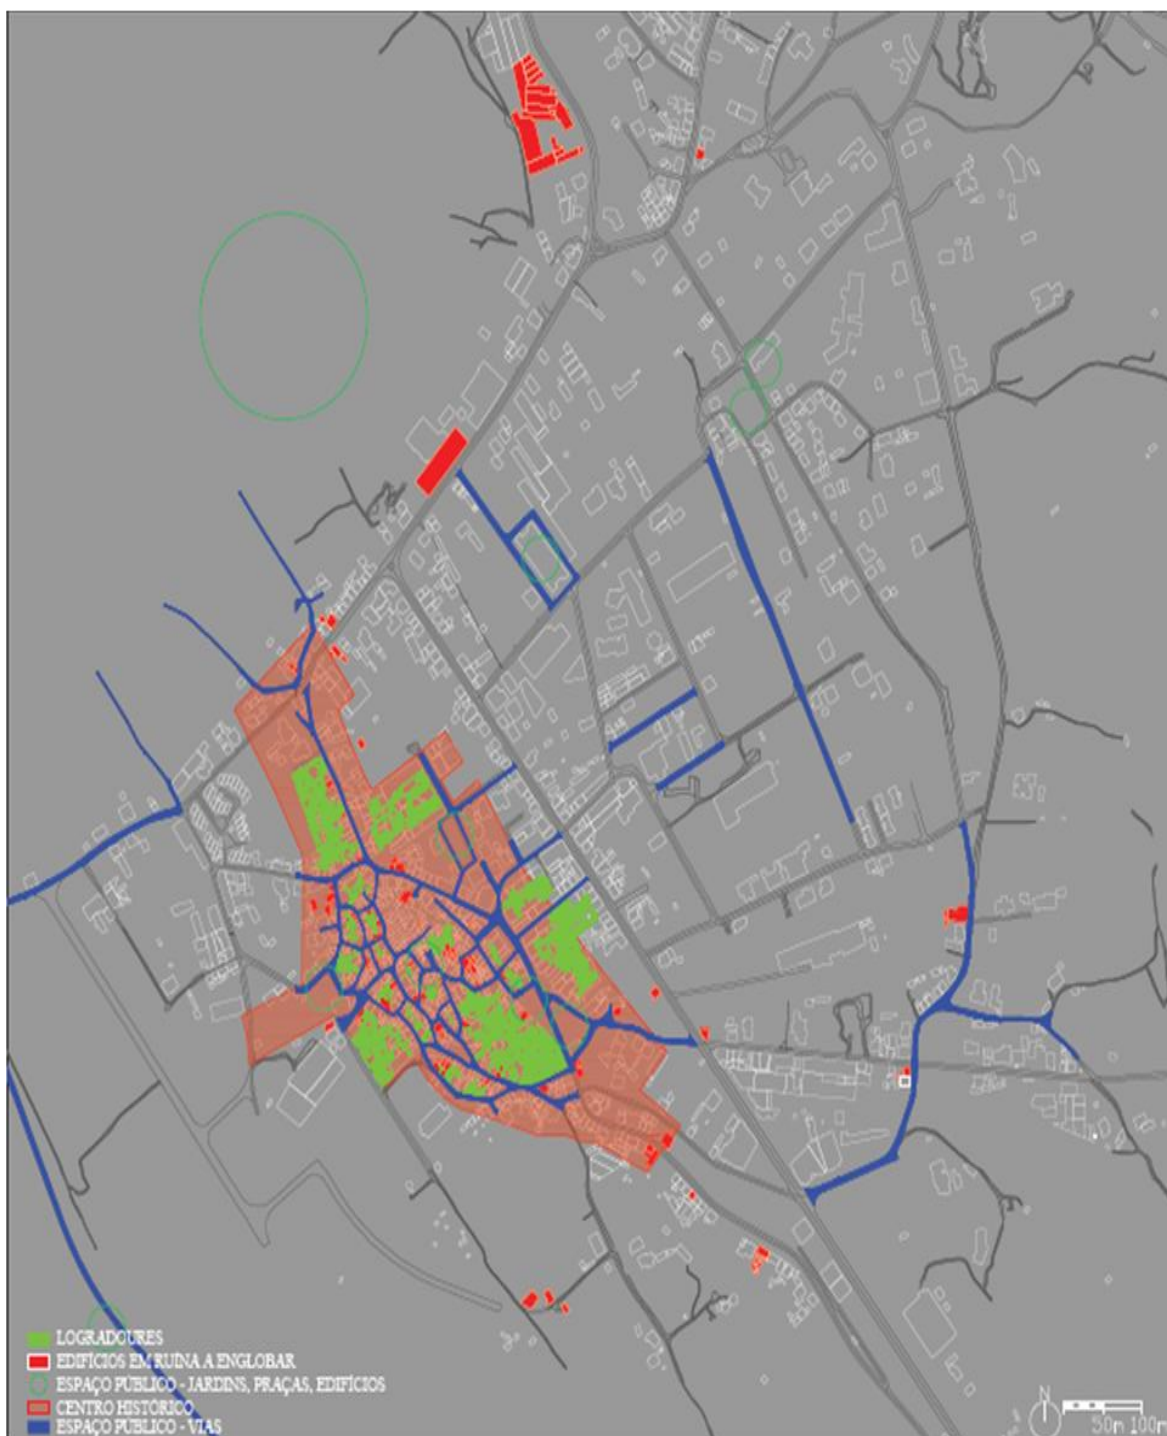 LOGRADOURES
EDIFÍCIOS EM RUÍNA A ENGLOBAR
ESPAÇO PÚBLICO - JARDINS, PRAÇAS, EDIFÍCIOS
CENTRO HISTÓRICO
ESPAÇO PÚBLICO - VIAS
N
50m 100m